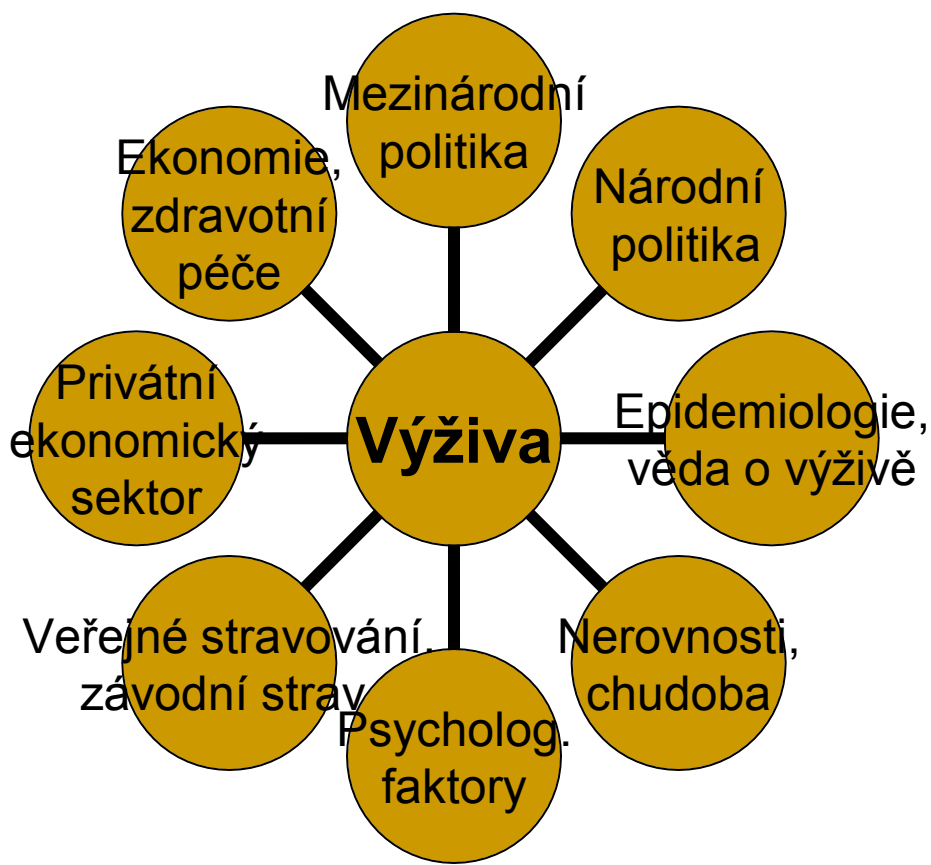 Mezinárodní
politika
Národní
politika
Epidemiologie,
věda o výživě
Nerovnosti,
chudoba
Psycholog.
faktory
Veřejné stravování,
závodní strav
Privátní
ekonomický
sektor
Ekonomie,
zdravotní
péče
Výživa